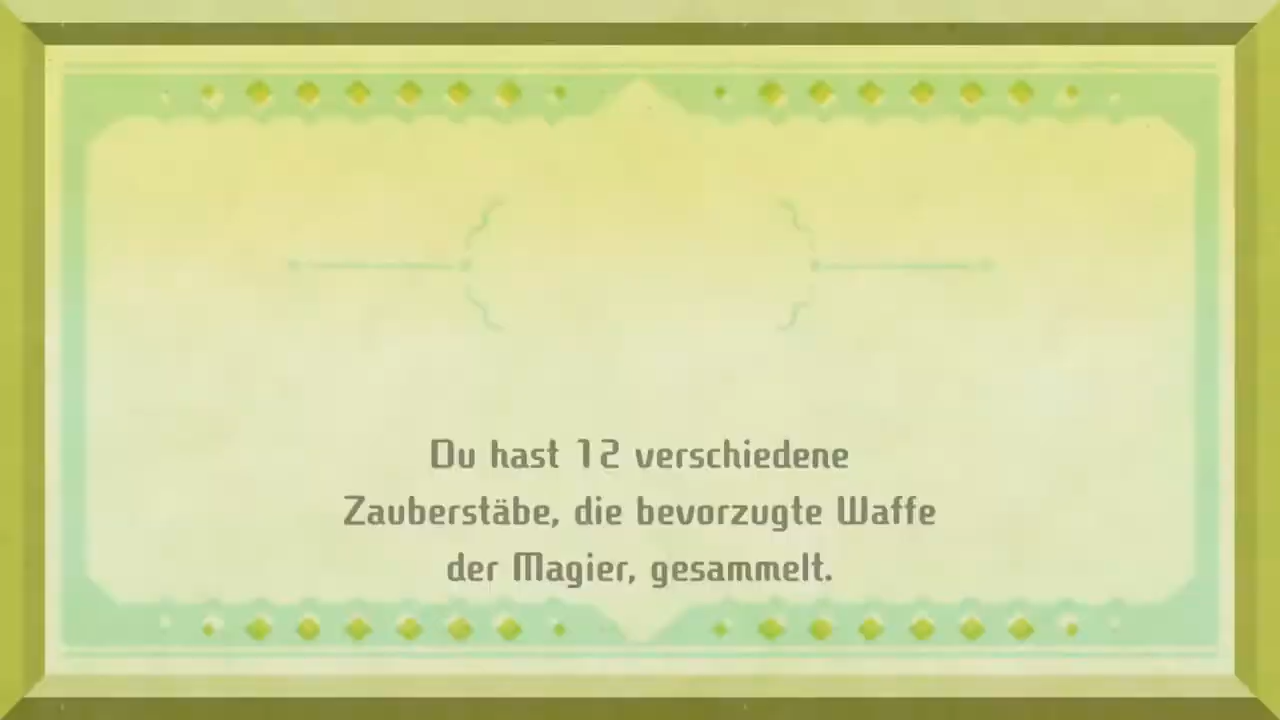 Du hast 12 verschiedene
Zauberstäbe, die bevorzugte Waffe
der Magier, gesammelt.